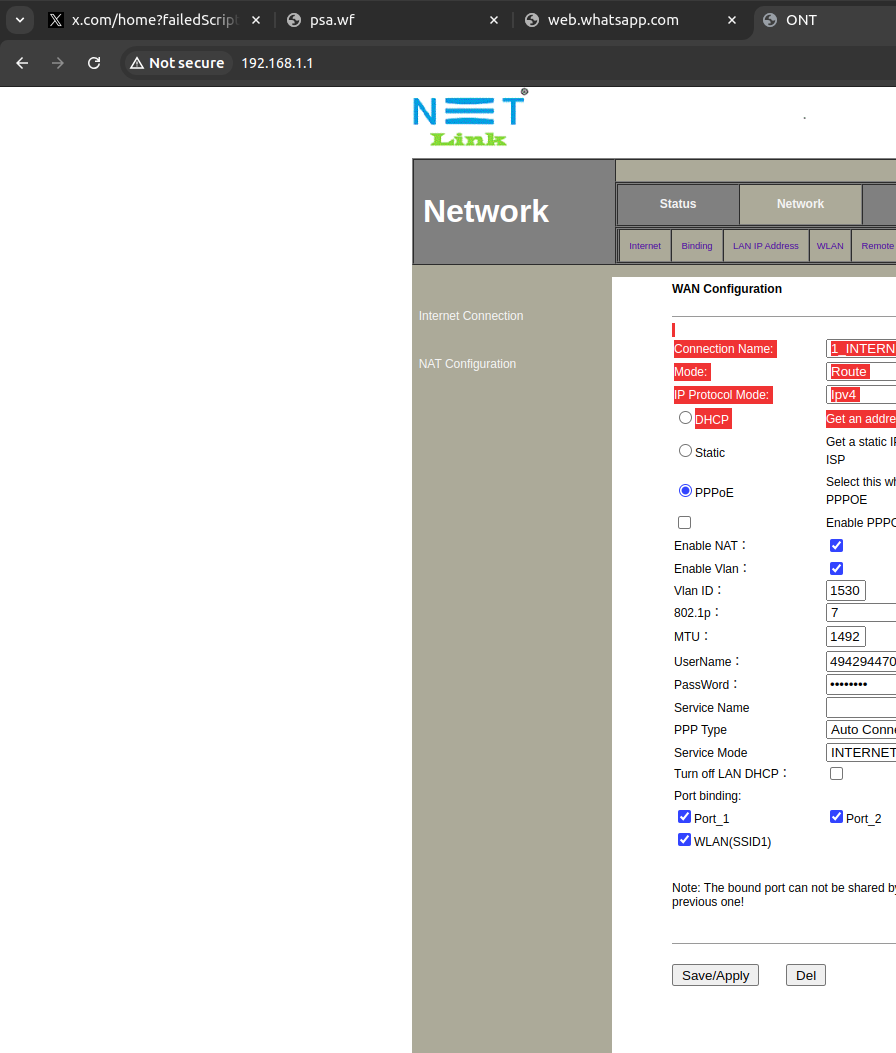 x.com/home?failedScript
psa.wf
web.whatsapp.com
ONT
Not secure 192.168.1.1
NET
Link
Network
Status Network
Internet Binding LAN IP Address WLAN Remote
Internet Connection
NAT Configuration
WAN Configuration
Connection Name: 1_INTERN
Mode: Route
IP Protocol Mode: Ipv4
DHCP Get an addre
Static Get a static IP
ISP
PPPoE Select this wh
PPPOE
Enable PPPO
Enable NAT：
Enable Vlan：
Vlan ID： 1530
802.1p： 7
MTU： 1492
UserName： 494294470
PassWord： ••••••••
Service Name
PPP Type Auto Conne
Service Mode INTERNET
Turn off LAN DHCP：
Port binding:
Port_1 Port_2
WLAN(SSID1)
Note: The bound port can not be shared by
previous one!
Save/Apply Del